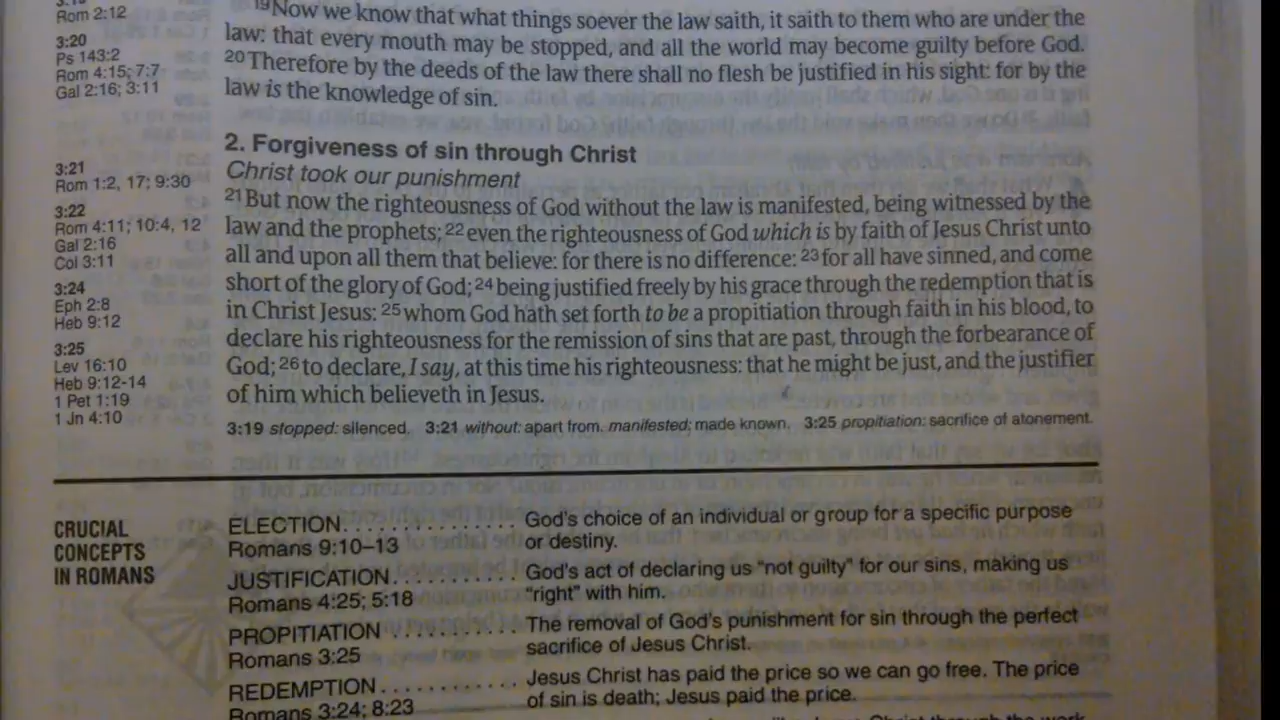 Rom 2:12
3:20
Ps 143:2
Rom 4:15; 7:7
Gal 2:16; 3:11
19 Now we know that what things soever the law saith, it saith to them who are under the
law: that every mouth may be stopped, and all the world may become guilty before God.
20 Therefore by the deeds of the law there shall no flesh be justified in his sight: for by the
law is the knowledge of sin.
2. Forgiveness of sin through Christ
Christ took our punishment
3:21
Rom 1:2, 17; 9:30
3:22
Rom 4:11; 10:4, 12
Gal 2:16
Col 3:11
3:24
Eph 2:8
Heb 9:12
3:25
Lev 16:10
Heb 9:12-14
1 Pet 1:19
1 Jn 4:10
21 But now the righteousness of God without the law is manifested, being witnessed by the
law and the prophets; 22 even the righteousness of God which is by faith of Jesus Christ unto
all and upon all them that believe: for there is no difference: 23 for all have sinned, and come
short of the glory of God; 24 being justified freely by his grace through the redemption that is
in Christ Jesus: 25 whom God hath set forth to be a propitiation through faith in his blood, to
declare his righteousness for the remission of sins that are past, through the forbearance of
God; 26 to declare, I say, at this time his righteousness: that he might be just, and the justifier
of him which believeth in Jesus.
3:19 stopped: silenced. 3:21 without: apart from. manifested: made known. 3:25 propitiation: sacrifice of atonement.
CRUCIAL
CONCEPTS
IN ROMANS
ELECTION............. God's choice of an individual or group for a specific purpose
Romans 9:10–13 or destiny.
JUSTIFICATION.......... God's act of declaring us "not guilty" for our sins, making us
Romans 4:25; 5:18 "right" with him.
PROPITIATION .......... The removal of God's punishment for sin through the perfect
Romans 3:25 sacrifice of Jesus Christ.
REDEMPTION........... Jesus Christ has paid the price so we can go free. The price
Romans 3:24; 8:23 of sin is death; Jesus paid the price.